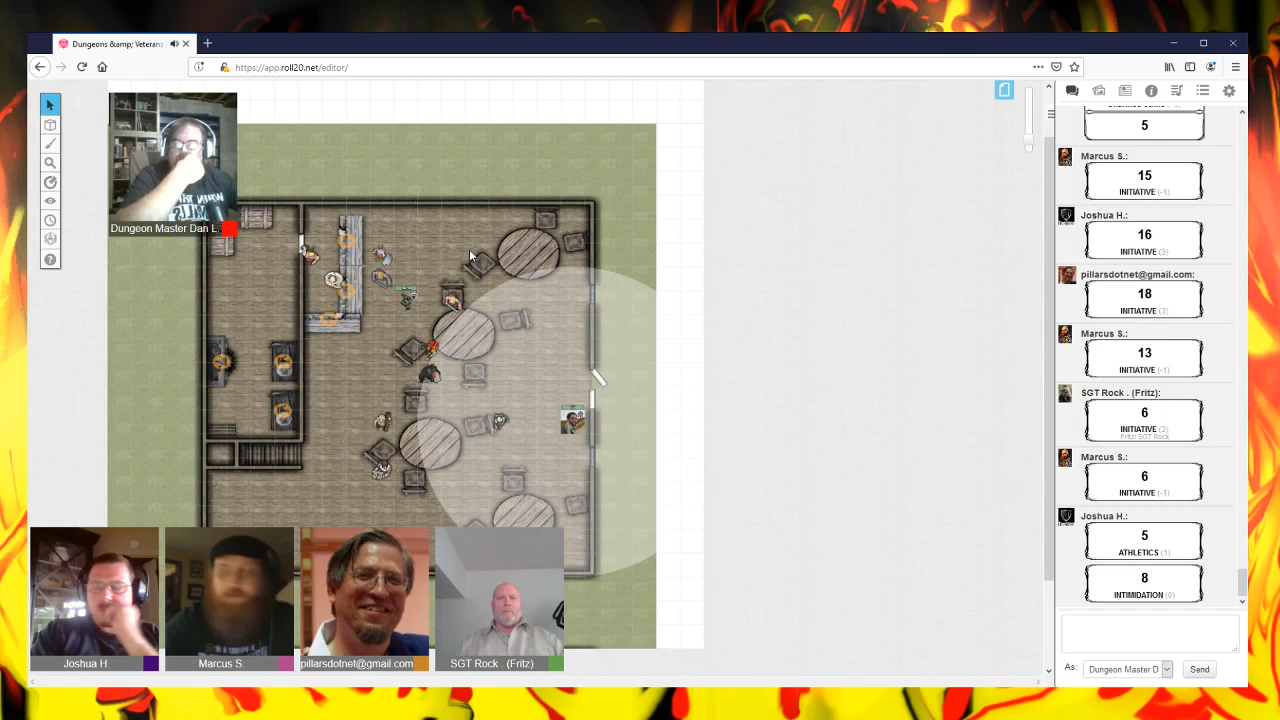 Dungeons &amp; Veterans
https://app.roll20.net/editor/
Dungeon Master Dan L.
5
Marcus S.:
15
INITIATIVE (-1)
Joshua H.:
16
INITIATIVE (3)
pillarsdotnet@gmail.com:
18
INITIATIVE (3)
Marcus S.:
13
INITIATIVE (-1)
SGT Rock . (Fritz):
6
INITIATIVE (3)
Fritz/ SGT Rock
Marcus S.:
6
INITIATIVE (-1)
Joshua H.:
5
ATHLETICS (1)
8
INTIMIDATION (0)
As:
Dungeon Master D
Send
Joshua H.
Marcus S
pillarsdotnet@gmail.com
SGT Rock . (Fritz)